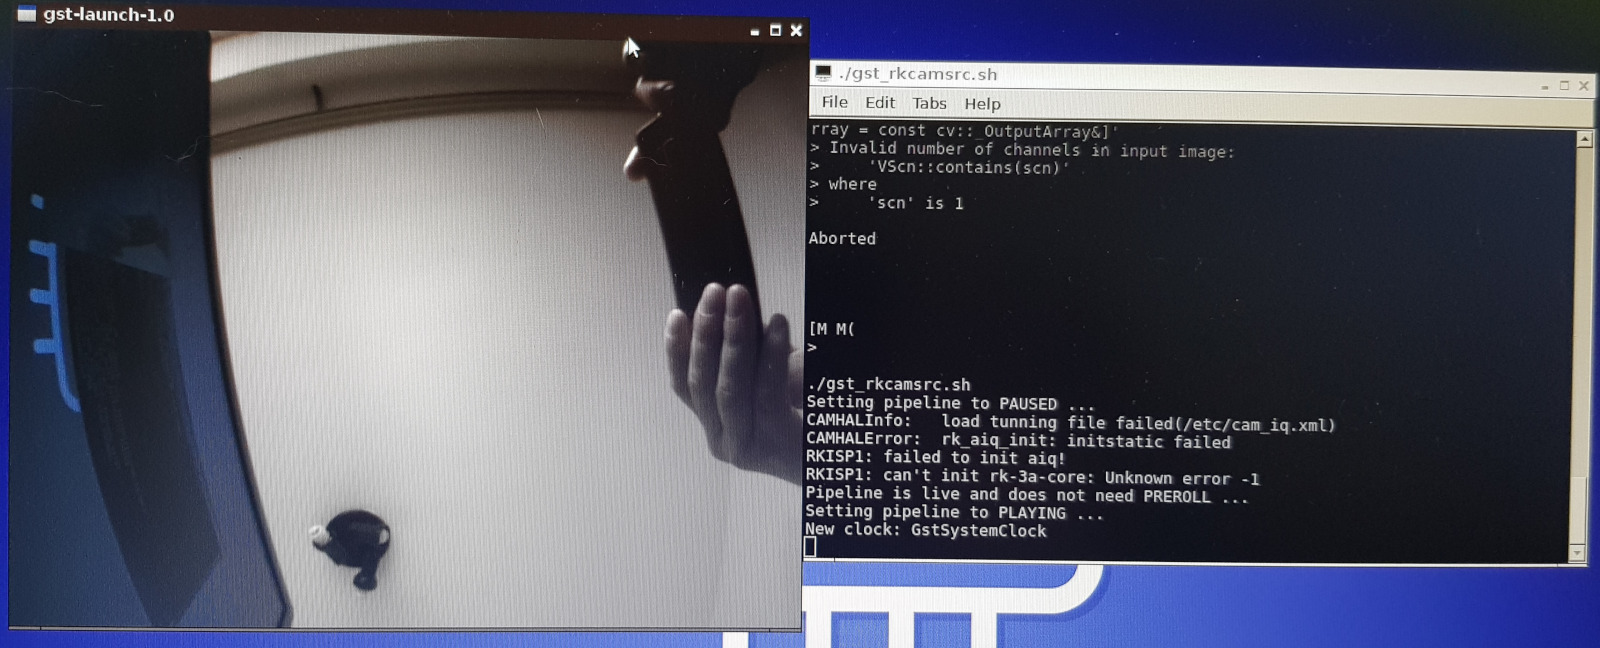 gst-launch-1.0
./gst_rkcamsrc.sh
File Edit Tabs Help
rray = const cv::_OutputArray&]'
> Invalid number of channels in input image:
>     'VScn::contains(scn)'
> where
>     'scn' is 1
Aborted
[M M(
>
./gst_rkcamsrc.sh
Setting pipeline to PAUSED ...
CAMHALInfo:   load tunning file failed(/etc/cam_iq.xml)
CAMHALError:  rk_aiq_init: initstatic failed
RKISP1: failed to init aiq!
RKISP1: can't init rk-3a-core: Unknown error -1
Pipeline is live and does not need PREROLL ...
Setting pipeline to PLAYING ...
New clock: GstSystemClock